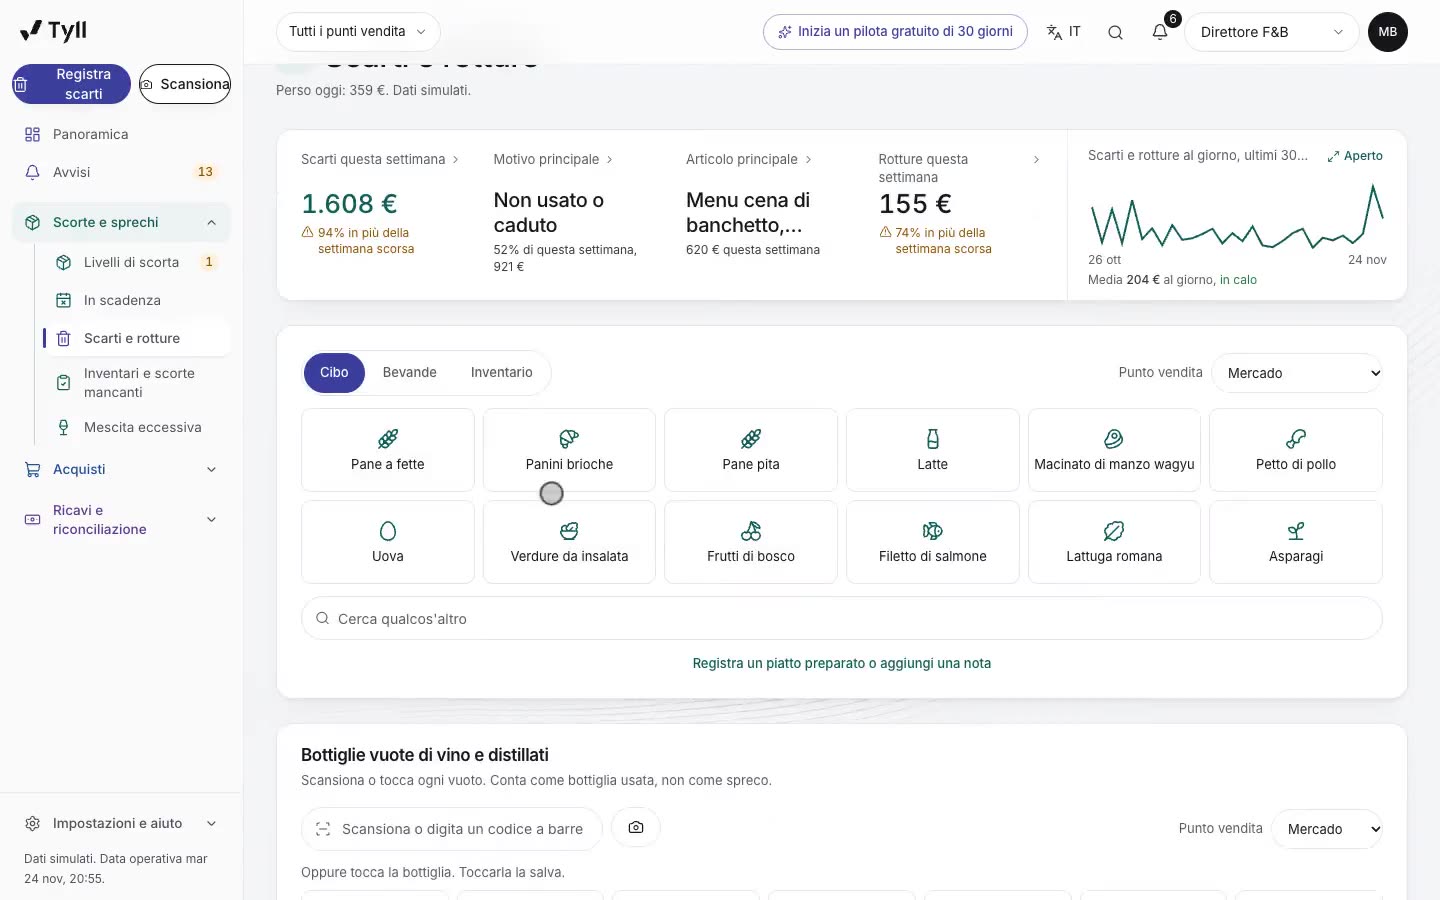 Tyll
Tutti i punti vendita
Inizia un pilota gratuito di 30 giorni
IT
6
Direttore F&B
MB
Registra
scarti
Scansiona
Panoramica
Avvisi
13
Scorte e sprechi
Livelli di scorta
1
In scadenza
Scarti e rotture
Inventari e scorte
mancanti
Mescita eccessiva
Acquisti
Ricavi e
riconciliazione
Impostazioni e aiuto
Dati simulati. Data operativa mar
24 nov, 20:55.
Scarti e rotture
Perso oggi: 359 €. Dati simulati.
Scarti questa settimana
1.608 €
94% in più della
settimana scorsa
Motivo principale
Non usato o
caduto
52% di questa settimana,
921 €
Articolo principale
Menu cena di
banchetto,...
620 € questa settimana
Rotture questa
settimana
155 €
74% in più della
settimana scorsa
Scarti e rotture al giorno, ultimi 30...
Aperto
26 ott
24 nov
Media 204 € al giorno, in calo
Cibo
Bevande
Inventario
Punto vendita
Mercado
Pane a fette
Panini brioche
Pane pita
Latte
Macinato di manzo wagyu
Petto di pollo
Uova
Verdure da insalata
Frutti di bosco
Filetto di salmone
Lattuga romana
Asparagi
Cerca qualcos'altro
Registra un piatto preparato o aggiungi una nota
Bottiglie vuote di vino e distillati
Scansiona o tocca ogni vuoto. Conta come bottiglia usata, non come spreco.
Scansiona o digita un codice a barre
Punto vendita
Mercado
Oppure tocca la bottiglia. Toccarla la salva.